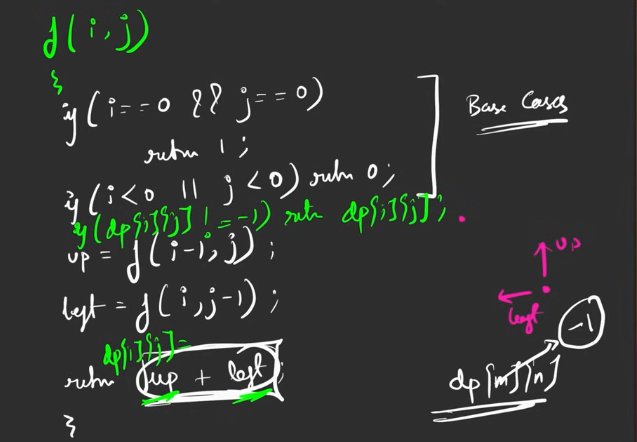 f(i,j)
{
if(i==0 && j==0)
return 1;
Base Cases
if(i<0 || j<0) return 0;
if(dp[i][j] != -1) return dp[i][j];
up = f(i-1,j);
up
left = f(i,j-1);
left
-1
dp[i][j]=
return up + left;
dp[m][n]
}